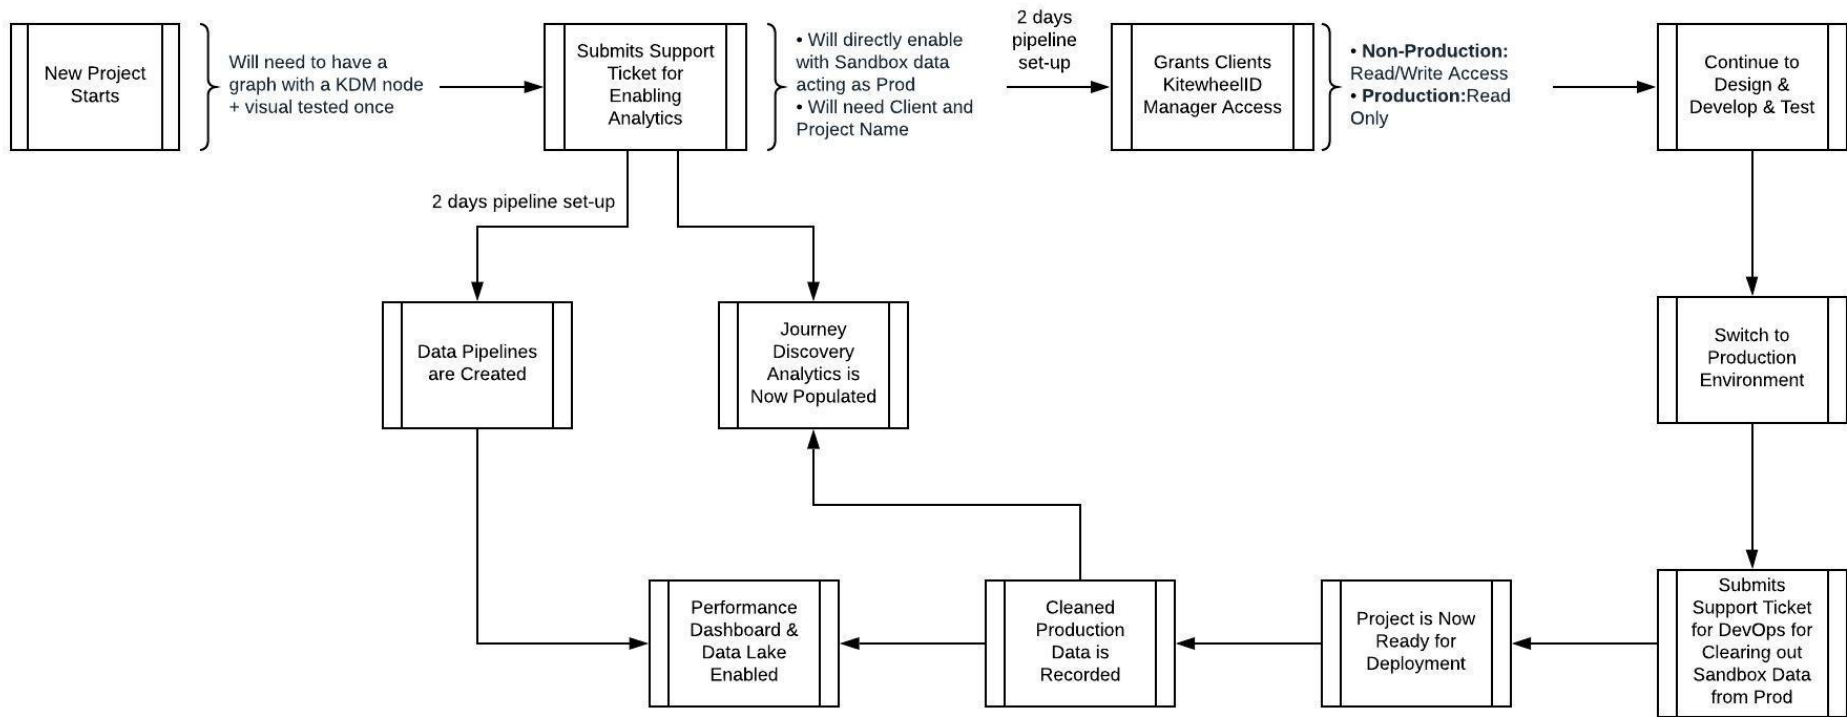 New Project
Starts
Will need to have a
graph with a KDM node
+ visual tested once
Submits Support
Ticket for
Enabling
Analytics
• Will directly enable
with Sandbox data
acting as Prod
• Will need Client and
Project Name
2 days
pipeline
set-up
Grants Clients
KitewheelID
Manager Access
• Non-Production:
Read/Write Access
• Production:Read
Only
Continue to
Design &
Develop & Test
2 days pipeline set-up
Data Pipelines
are Created
Journey
Discovery
Analytics is
Now Populated
Switch to
Production
Environment
Performance
Dashboard &
Data Lake
Enabled
Cleaned
Production
Data is
Recorded
Project is Now
Ready for
Deployment
Submits
Support Ticket
for DevOps for
Clearing out
Sandbox Data
from Prod